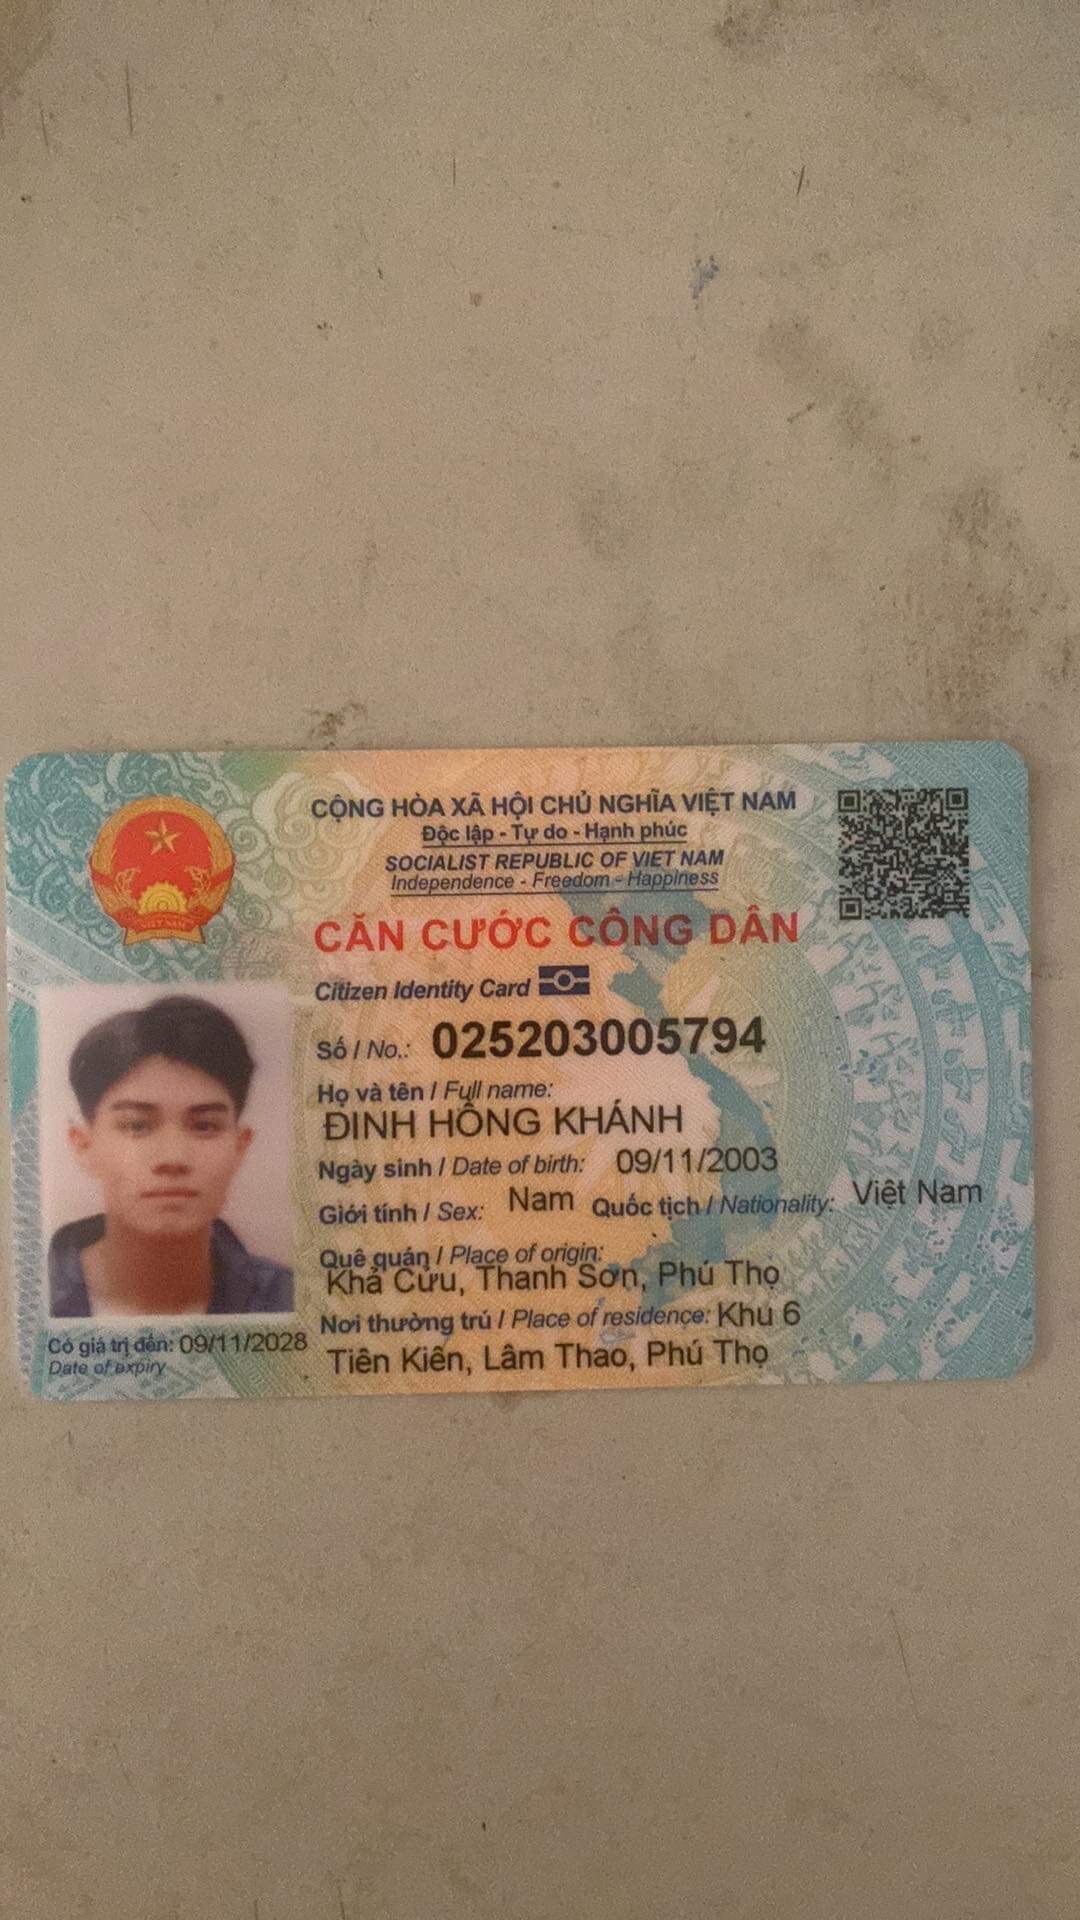 CỘNG HÒA XÃ HỘI CHỦ NGHĨA VIỆT NAM
Độc lập - Tự do - Hạnh phúc
SOCIALIST REPUBLIC OF VIET NAM
Independence - Freedom - Happiness
CĂN CƯỚC CÔNG DÂN
Citizen Identity Card
Số / No.: 025203005794
Họ và tên / Full name:
ĐINH HỒNG KHÁNH
Ngày sinh / Date of birth: 09/11/2003
Giới tính / Sex: Nam Quốc tịch / Nationality: Việt Nam
Quê quán / Place of origin:
Khả Cửu, Thanh Sơn, Phú Thọ
Nơi thường trú / Place of residence: Khu 6
Tiên Kiên, Lâm Thao, Phú Thọ
Có giá trị đến: 09/11/2028
Date of expiry